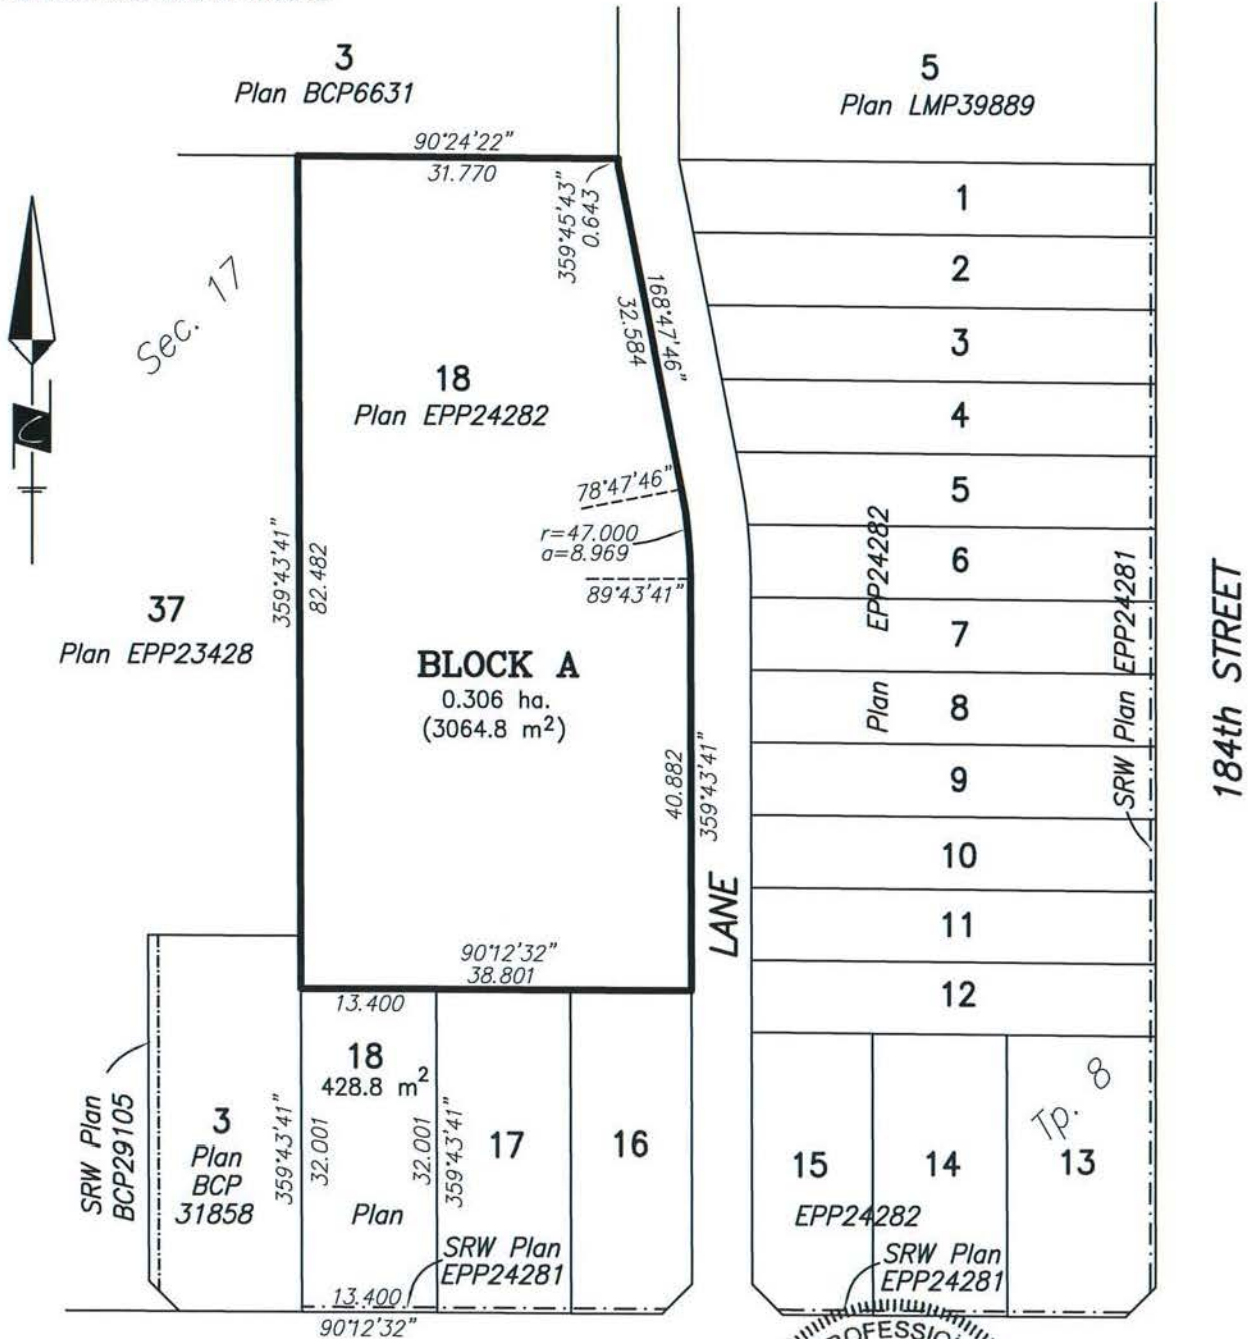 3
Plan BCP6631
5
Plan LMP39889
90°24'22"
31.770
359°45'43"
0.643
1
2
3
4
5
6
7
8
9
10
11
12
Sec. 17
168°47'46"
32.584
18
Plan EPP24282
78°47'46"
r=47.000
a=8.969
89°43'41"
359°43'41"
82.482
37
Plan EPP23428
BLOCK A
0.306 ha.
(3064.8 m²)
40.882
359°43'41"
LANE
Plan EPP24282
SRW Plan EPP24281
184th STREET
90°12'32"
38.801
13.400
18
428.8 m²
359°43'41"
32.001
32.001
359°43'41"
Plan
SRW Plan
BCP29105
3
Plan
BCP
31858
17
16
15
14
13
Tp. 8
EPP24282
SRW Plan
EPP24281
SRW Plan
EPP24281
13.400
90°12'32"